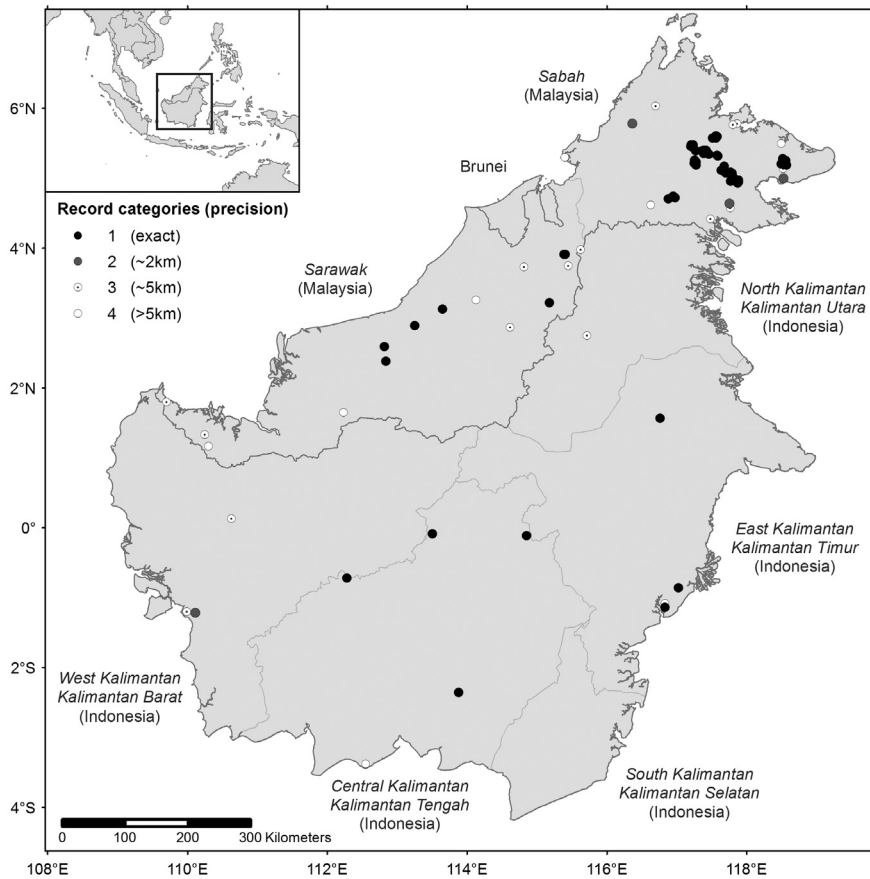 6°N
4°N
2°N
0°
2°S
4°S
Sabah
(Malaysia)
Brunei
Record categories (precision)
1 (exact)
2 (~2km)
3 (~5km)
4 (>5km)
Sarawak
(Malaysia)
North Kalimantan
Kalimantan Utara
(Indonesia)
East Kalimantan
Kalimantan Timur
(Indonesia)
West Kalimantan
Kalimantan Barat
(Indonesia)
Central Kalimantan
Kalimantan Tengah
(Indonesia)
South Kalimantan
Kalimantan Selatan
(Indonesia)
0 100 200 300 Kilometers
108°E 110°E 112°E 114°E 116°E 118°E